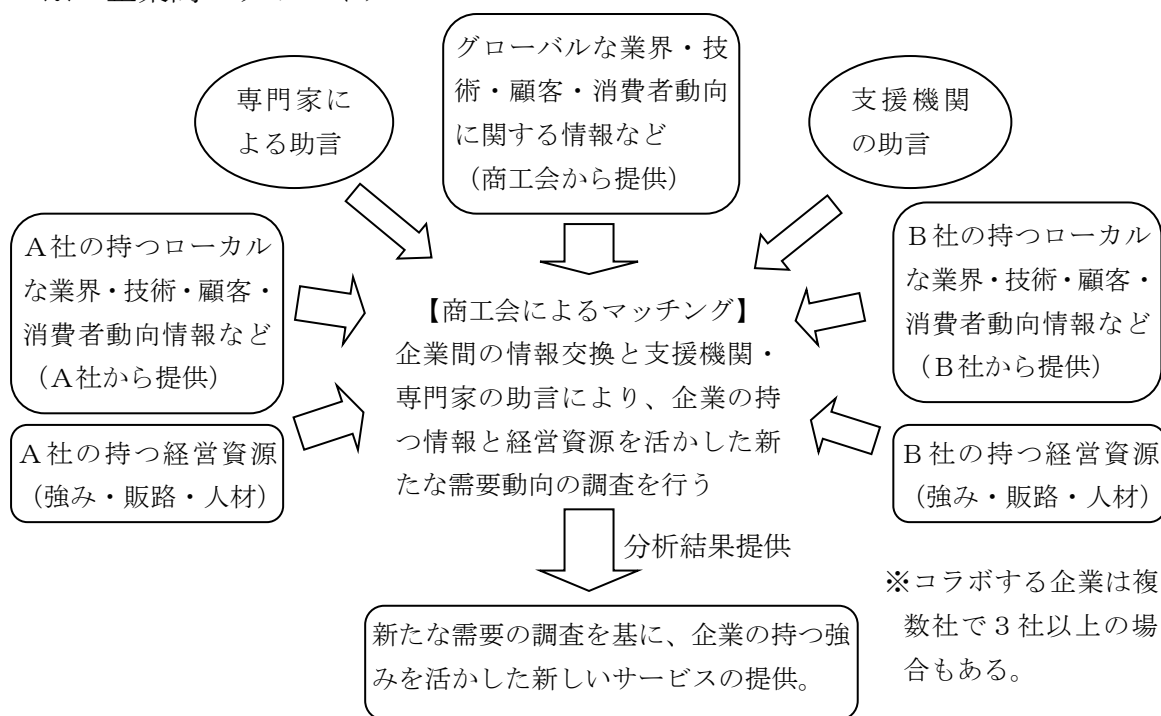 専門家に
よる助言
グローバルな業界・技
術・顧客・消費者動向
に関する情報など
（商工会から提供）
支援機関
の助言
Ａ社の持つローカル
な業界・技術・顧客・
消費者動向情報など
（Ａ社から提供）
Ｂ社の持つローカル
な業界・技術・顧客・
消費者動向情報など
（Ｂ社から提供）
【商工会によるマッチング】
企業間の情報交換と支援機関・
専門家の助言により、企業の持
つ情報と経営資源を活かした新
たな需要動向の調査を行う
Ａ社の持つ経営資源
（強み・販路・人材）
Ｂ社の持つ経営資源
（強み・販路・人材）
分析結果提供
※コラボする企業は複
数社で３社以上の場
合もある。
新たな需要の調査を基に、企業の持つ強
みを活かした新しいサービスの提供。